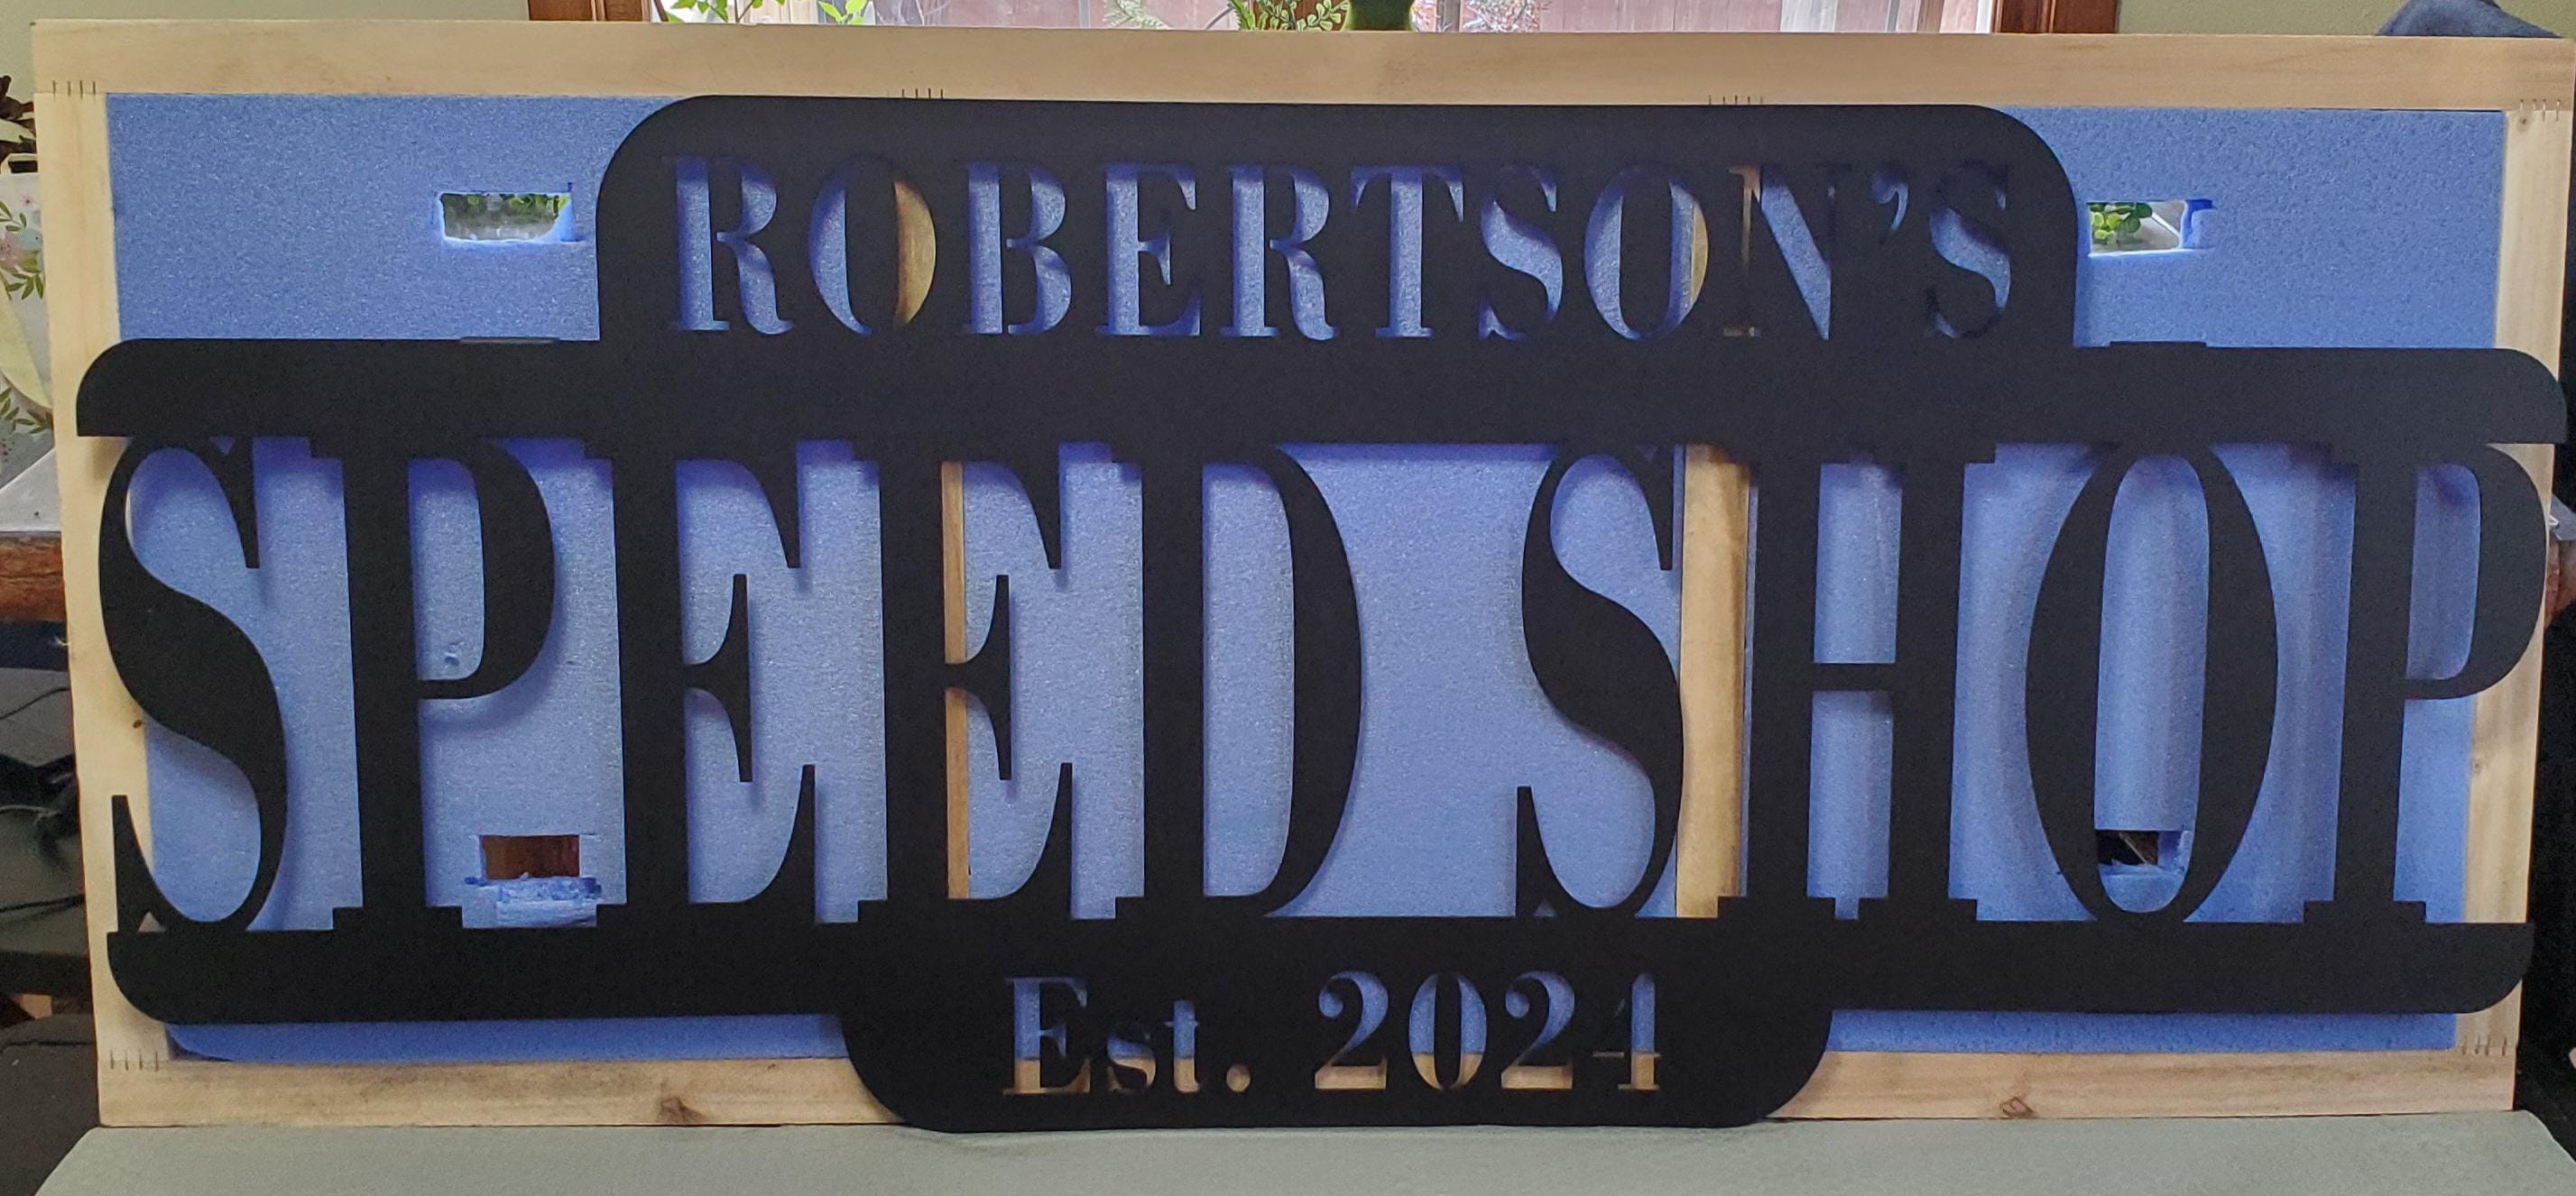 ROBERTSON'S
SPEED SHOP
Est. 2024